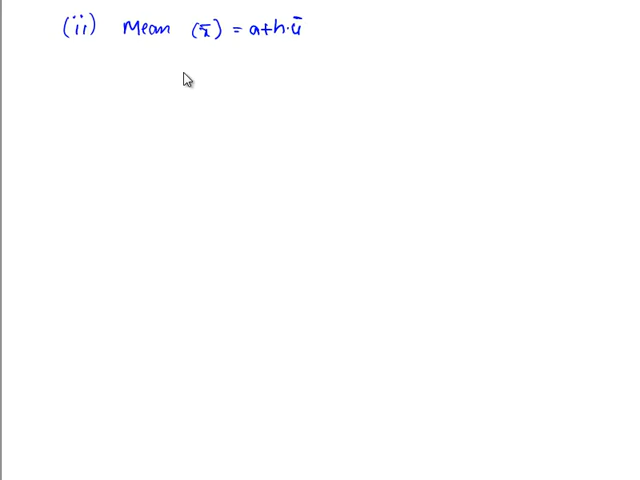 (ii) Mean (x̄) = a+h·ū